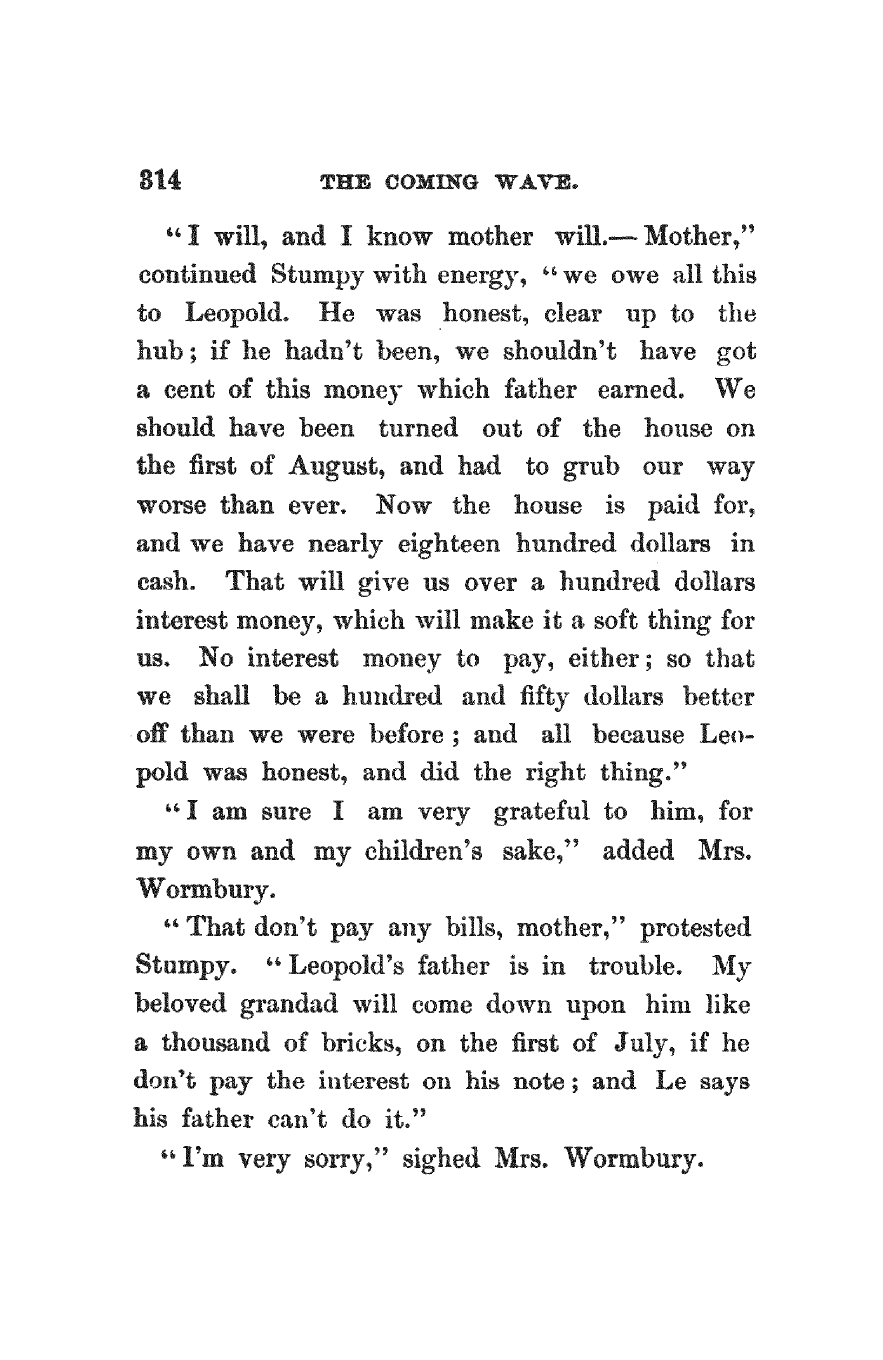 314 THE COMING WAVE.
“I will, and I know mother will.— Mother,”
continued Stumpy with energy, “we owe all this
to Leopold. He was honest, clear up to the
hub; if he hadn’t been, we shouldn’t have got
a cent of this money which father earned. We
should have been turned out of the house on
the first of August, and had to grub our way
worse than ever. Now the house is paid for,
and we have nearly eighteen hundred dollars in
cash. That will give us over a hundred dollars
interest money, which will make it a soft thing for
us. No interest money to pay, either; so that
we shall be a hundred and fifty dollars better
off than we were before; and all because Leo-
pold was honest, and did the right thing.”
“I am sure I am very grateful to him, for
my own and my children’s sake,” added Mrs.
Wormbury.
“That don’t pay any bills, mother,” protested
Stumpy. “Leopold’s father is in trouble. My
beloved grandad will come down upon him like
a thousand of bricks, on the first of July, if he
don’t pay the interest on his note; and Le says
his father can’t do it.”
“I’m very sorry,” sighed Mrs. Wormbury.